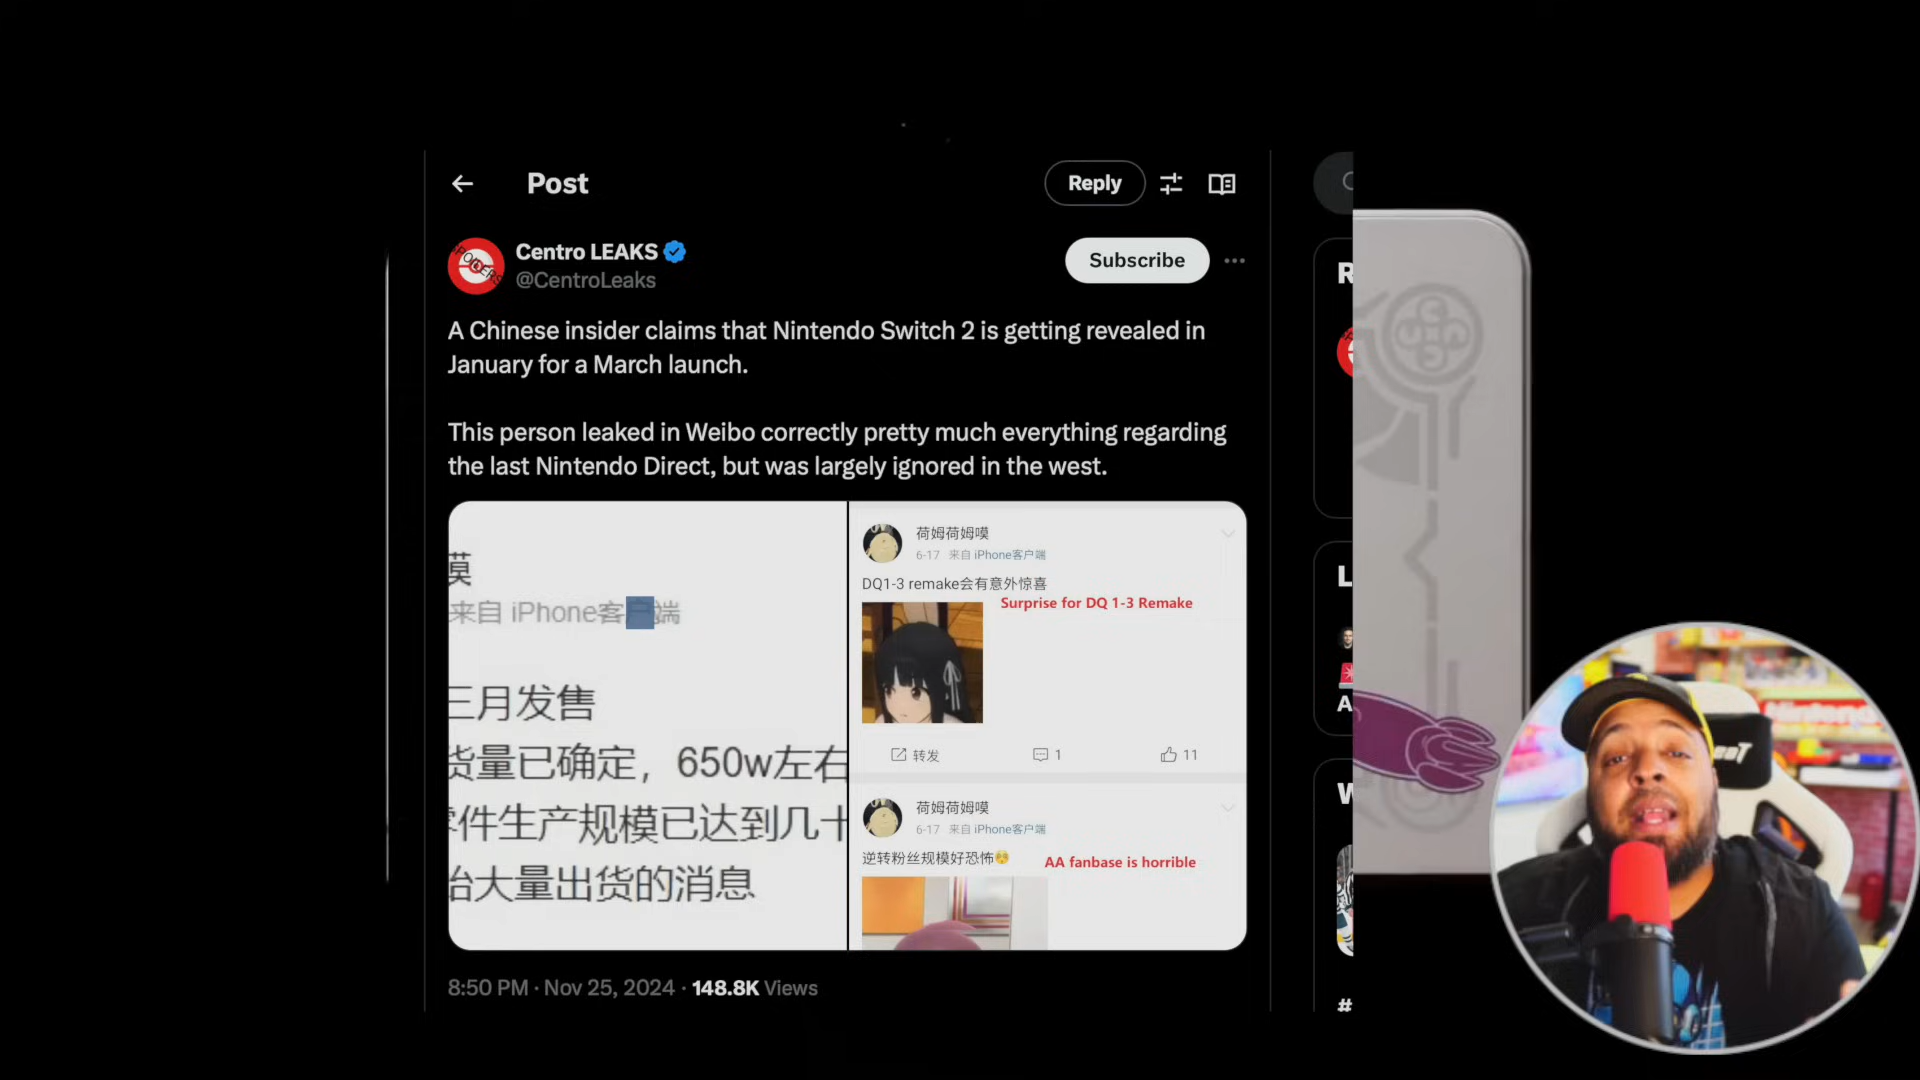 Post
Reply
Centro LEAKS
@CentroLeaks
Subscribe
A Chinese insider claims that Nintendo Switch 2 is getting revealed in
January for a March launch.
This person leaked in Weibo correctly pretty much everything regarding
the last Nintendo Direct, but was largely ignored in the west.
莫
来自 iPhone客户端
三月发售
货量已确定，650w左右
件生产规模已达到几十
台大量出货的消息
荷姆荷姆嘆
6-17 来自 iPhone客户端
DQ1-3 remake会有意外惊喜
Surprise for DQ 1-3 Remake
转发
1
11
荷姆荷姆嘆
6-17 来自 iPhone客户端
逆转粉丝规模好恐怖
AA fanbase is horrible
8:50 PM · Nov 25, 2024 · 148.8K Views
R
L
A
W
#
Nintendo